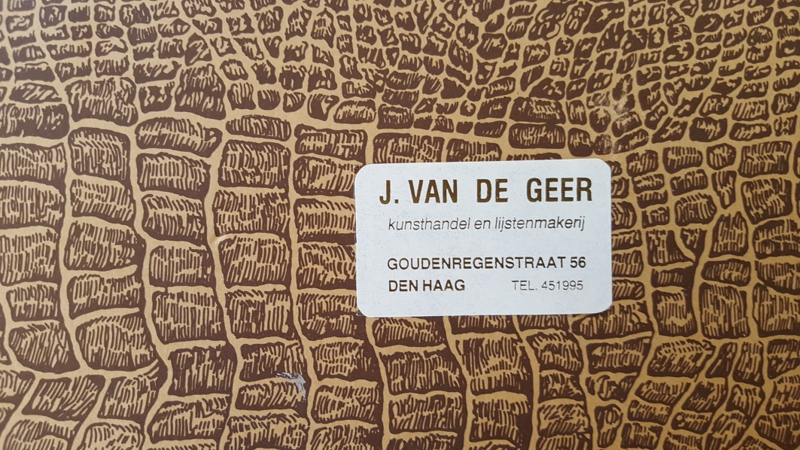 J. VAN DE GEER
kunsthandel en lijstenmakerij
GOUDENREGENSTRAAT 56
DEN HAAG TEL. 451995